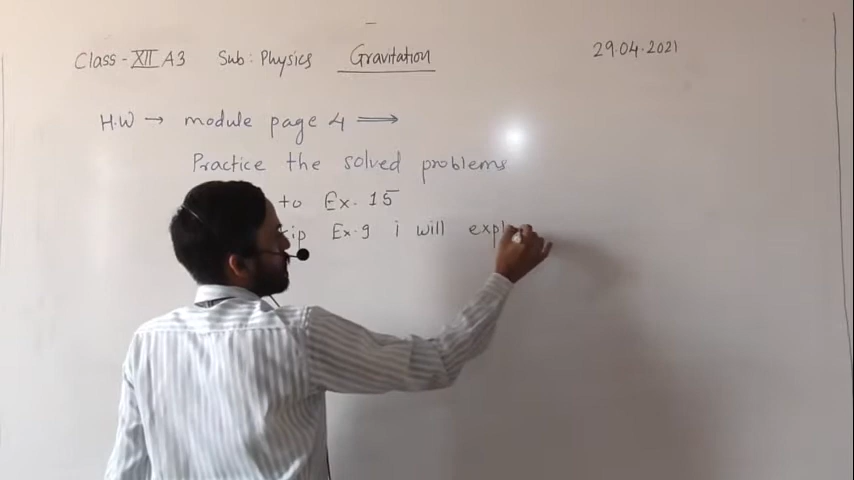 Class - XII A3 Sub : Physics Gravitation 29.04.2021
H.W → module page 4 ⟹
Practice the solved problems
to Ex. 15
Ex. 9 i will